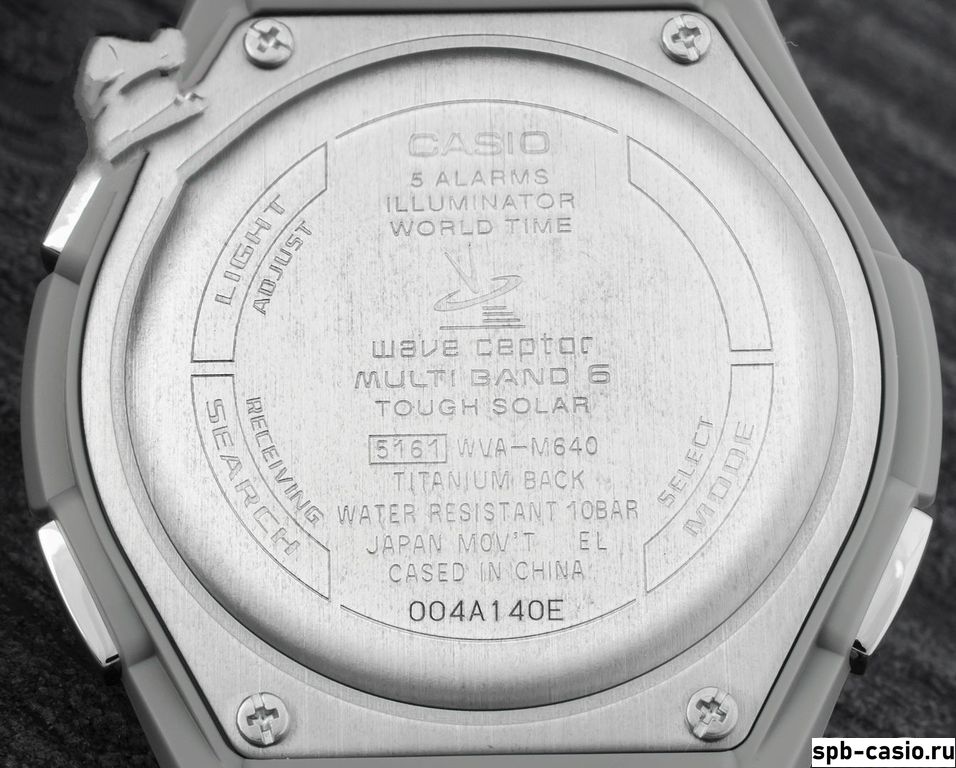 CASIO
5 ALARMS
ILLUMINATOR
WORLD TIME
wave ceptor
MULTI BAND 6
TOUGH SOLAR
5161 WVA-M640
TITANIUM BACK
WATER RESISTANT 10BAR
JAPAN MOV'T EL
CASED IN CHINA
004A140E
LIGHT
ADJUST
RECEIVING
SEARCH
SELECT
MODE
spb-casio.ru